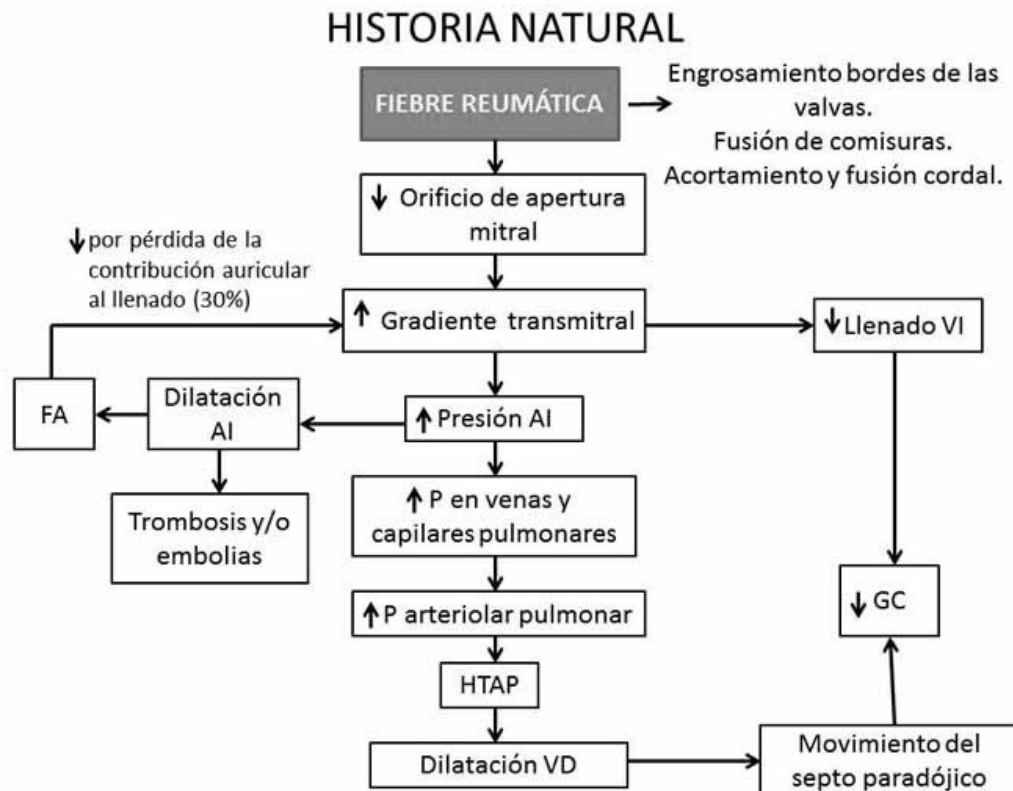 HISTORIA NATURAL
FIEBRE REUMÁTICA
Engrosamiento bordes de las
valvas.
Fusión de comisuras.
Acortamiento y fusión cordal.
↓ Orificio de apertura
mitral
↓ por pérdida de la
contribución auricular
al llenado (30%)
↑ Gradiente transmitral
↓ Llenado VI
FA
Dilatación
AI
↑ Presión AI
Trombosis y/o
embolias
↑ P en venas y
capilares pulmonares
↑ P arteriolar pulmonar
↓ GC
HTAP
Dilatación VD
Movimiento del
septo paradójico